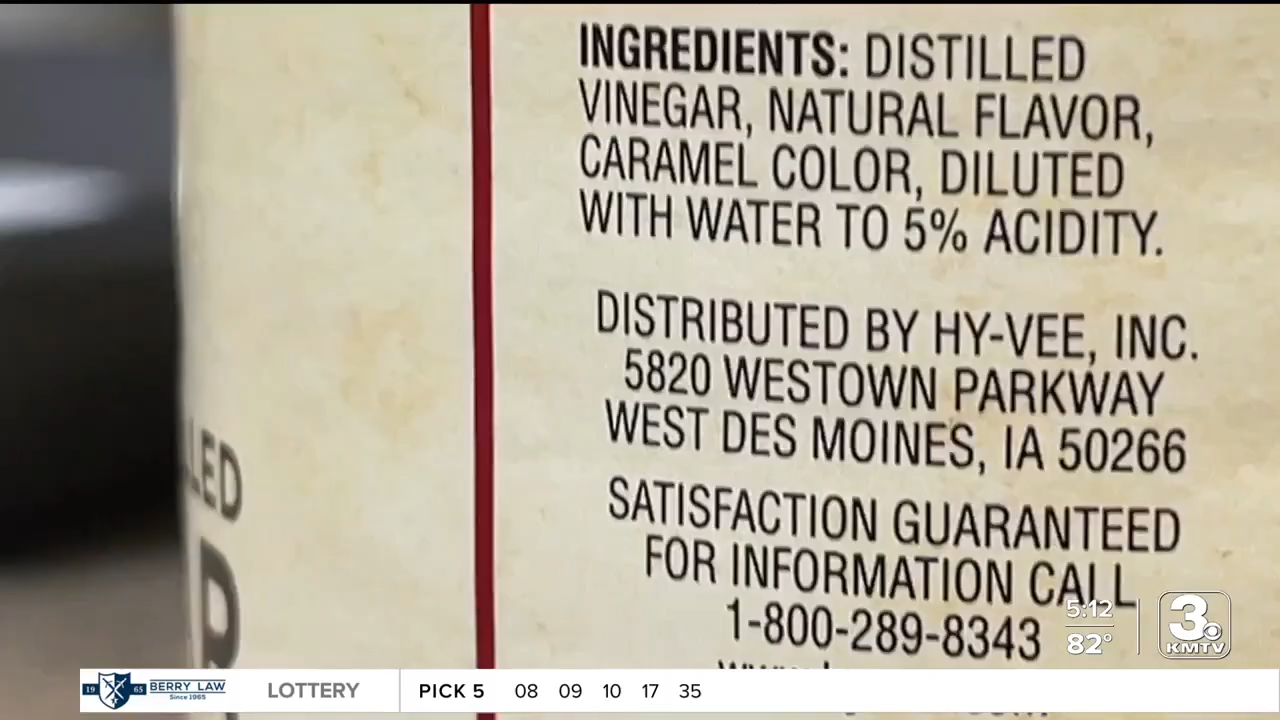 INGREDIENTS: DISTILLED
VINEGAR, NATURAL FLAVOR,
CARAMEL COLOR, DILUTED
WITH WATER TO 5% ACIDITY.
DISTRIBUTED BY HY-VEE, INC.
5820 WESTOWN PARKWAY
WEST DES MOINES, IA 50266
SATISFACTION GUARANTEED
FOR INFORMATION CALL
1-800-289-8343
LED
R
5:12
82°
3
KMTV
19 65
BERRY LAW
Since 1965
LOTTERY
PICK 5 08 09 10 17 35